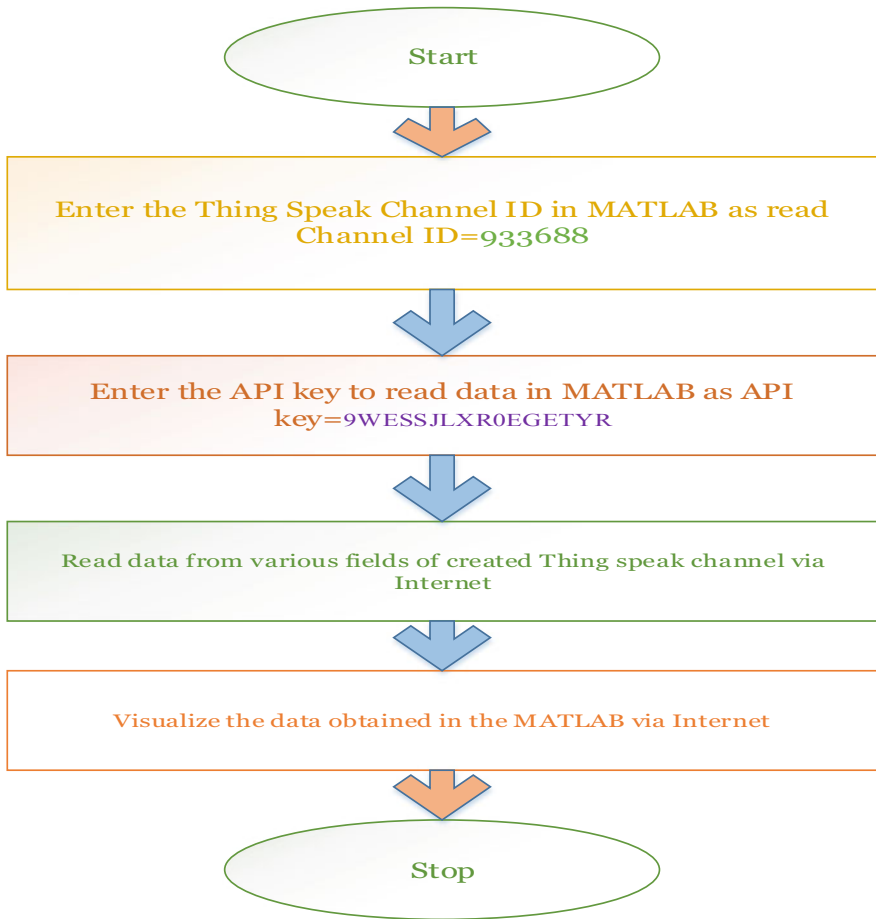 Start
Enter the Thing Speak Channel ID in MATLAB as read
Channel ID=933688
Enter the API key to read data in MATLAB as API
key=9WESSJLXR0EGETYR
Read data from various fields of created Thing speak channel via
Internet
Visualize the data obtained in the MATLAB via Internet
Stop